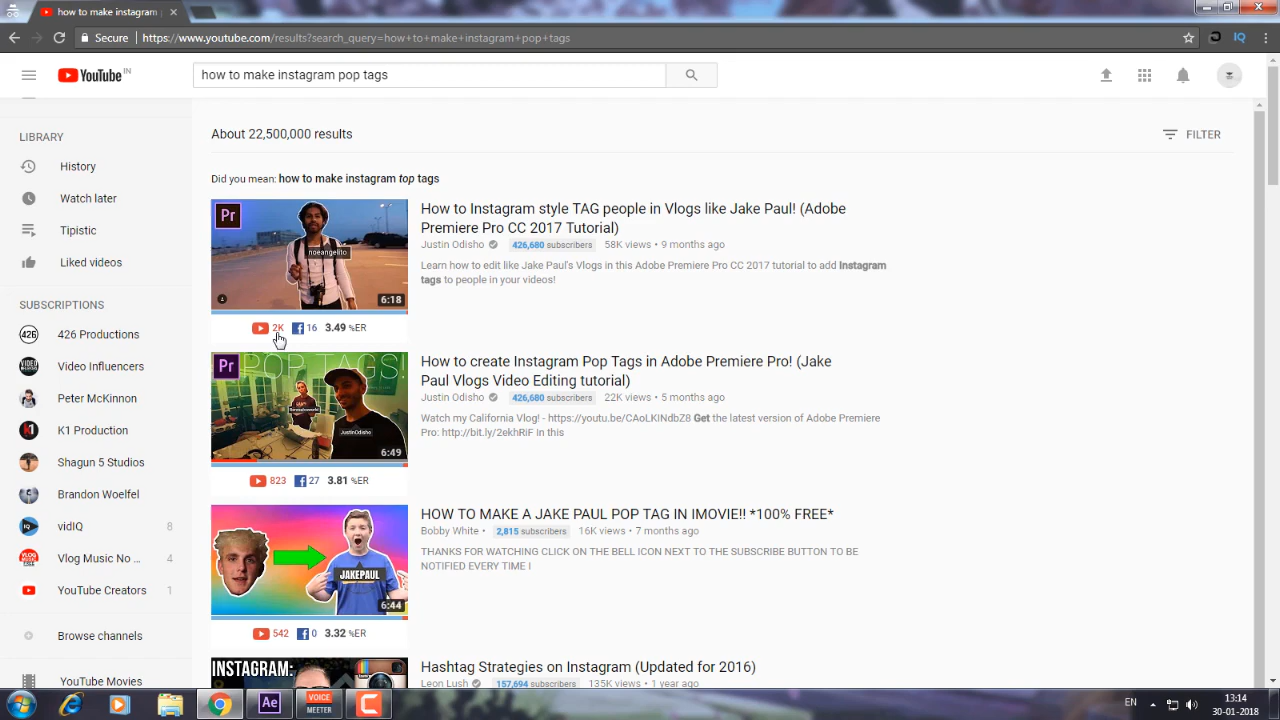 how to make instagram
Secure
https://www.youtube.com/results?search_query=how+to+make+instagram+pop+tags
IQ
YouTube IN
how to make instagram pop tags
LIBRARY
History
Watch later
Tipistic
Liked videos
SUBSCRIPTIONS
426 Productions
Video Influencers
Peter McKinnon
K1 Production
Shagun 5 Studios
Brandon Woelfel
vidIQ 8
Vlog Music No ... 4
YouTube Creators 1
Browse channels
YouTube Movies
About 22,500,000 results
FILTER
Did you mean: how to make instagram top tags
Pr
noeangelito
6:18
2K 16 3.49 %ER
How to Instagram style TAG people in Vlogs like Jake Paul! (Adobe
Premiere Pro CC 2017 Tutorial)
Justin Odisho 426,680 subscribers 58K views • 9 months ago
Learn how to edit like Jake Paul's Vlogs in this Adobe Premiere Pro CC 2017 tutorial to add Instagram
tags to people in your videos!
Pr
POP TAGS!
JustinOdisho
6:49
823 27 3.81 %ER
How to create Instagram Pop Tags in Adobe Premiere Pro! (Jake
Paul Vlogs Video Editing tutorial)
Justin Odisho 426,680 subscribers 22K views • 5 months ago
Watch my California Vlog! - https://youtu.be/CAoLKINdbZ8 Get the latest version of Adobe Premiere
Pro: http://bit.ly/2ekhRiF In this
JAKEPAUL
6:44
542 0 3.32 %ER
HOW TO MAKE A JAKE PAUL POP TAG IN IMOVIE!! *100% FREE*
Bobby White • 2,815 subscribers 16K views • 7 months ago
THANKS FOR WATCHING CLICK ON THE BELL ICON NEXT TO THE SUBSCRIBE BUTTON TO BE
NOTIFIED EVERY TIME I
INSTAGRAM:
Hashtag Strategies on Instagram (Updated for 2016)
Leon Lush 157,694 subscribers 135K views • 1 year ago
Ae
VOICE
MEETER
EN
13:14
30-01-2018